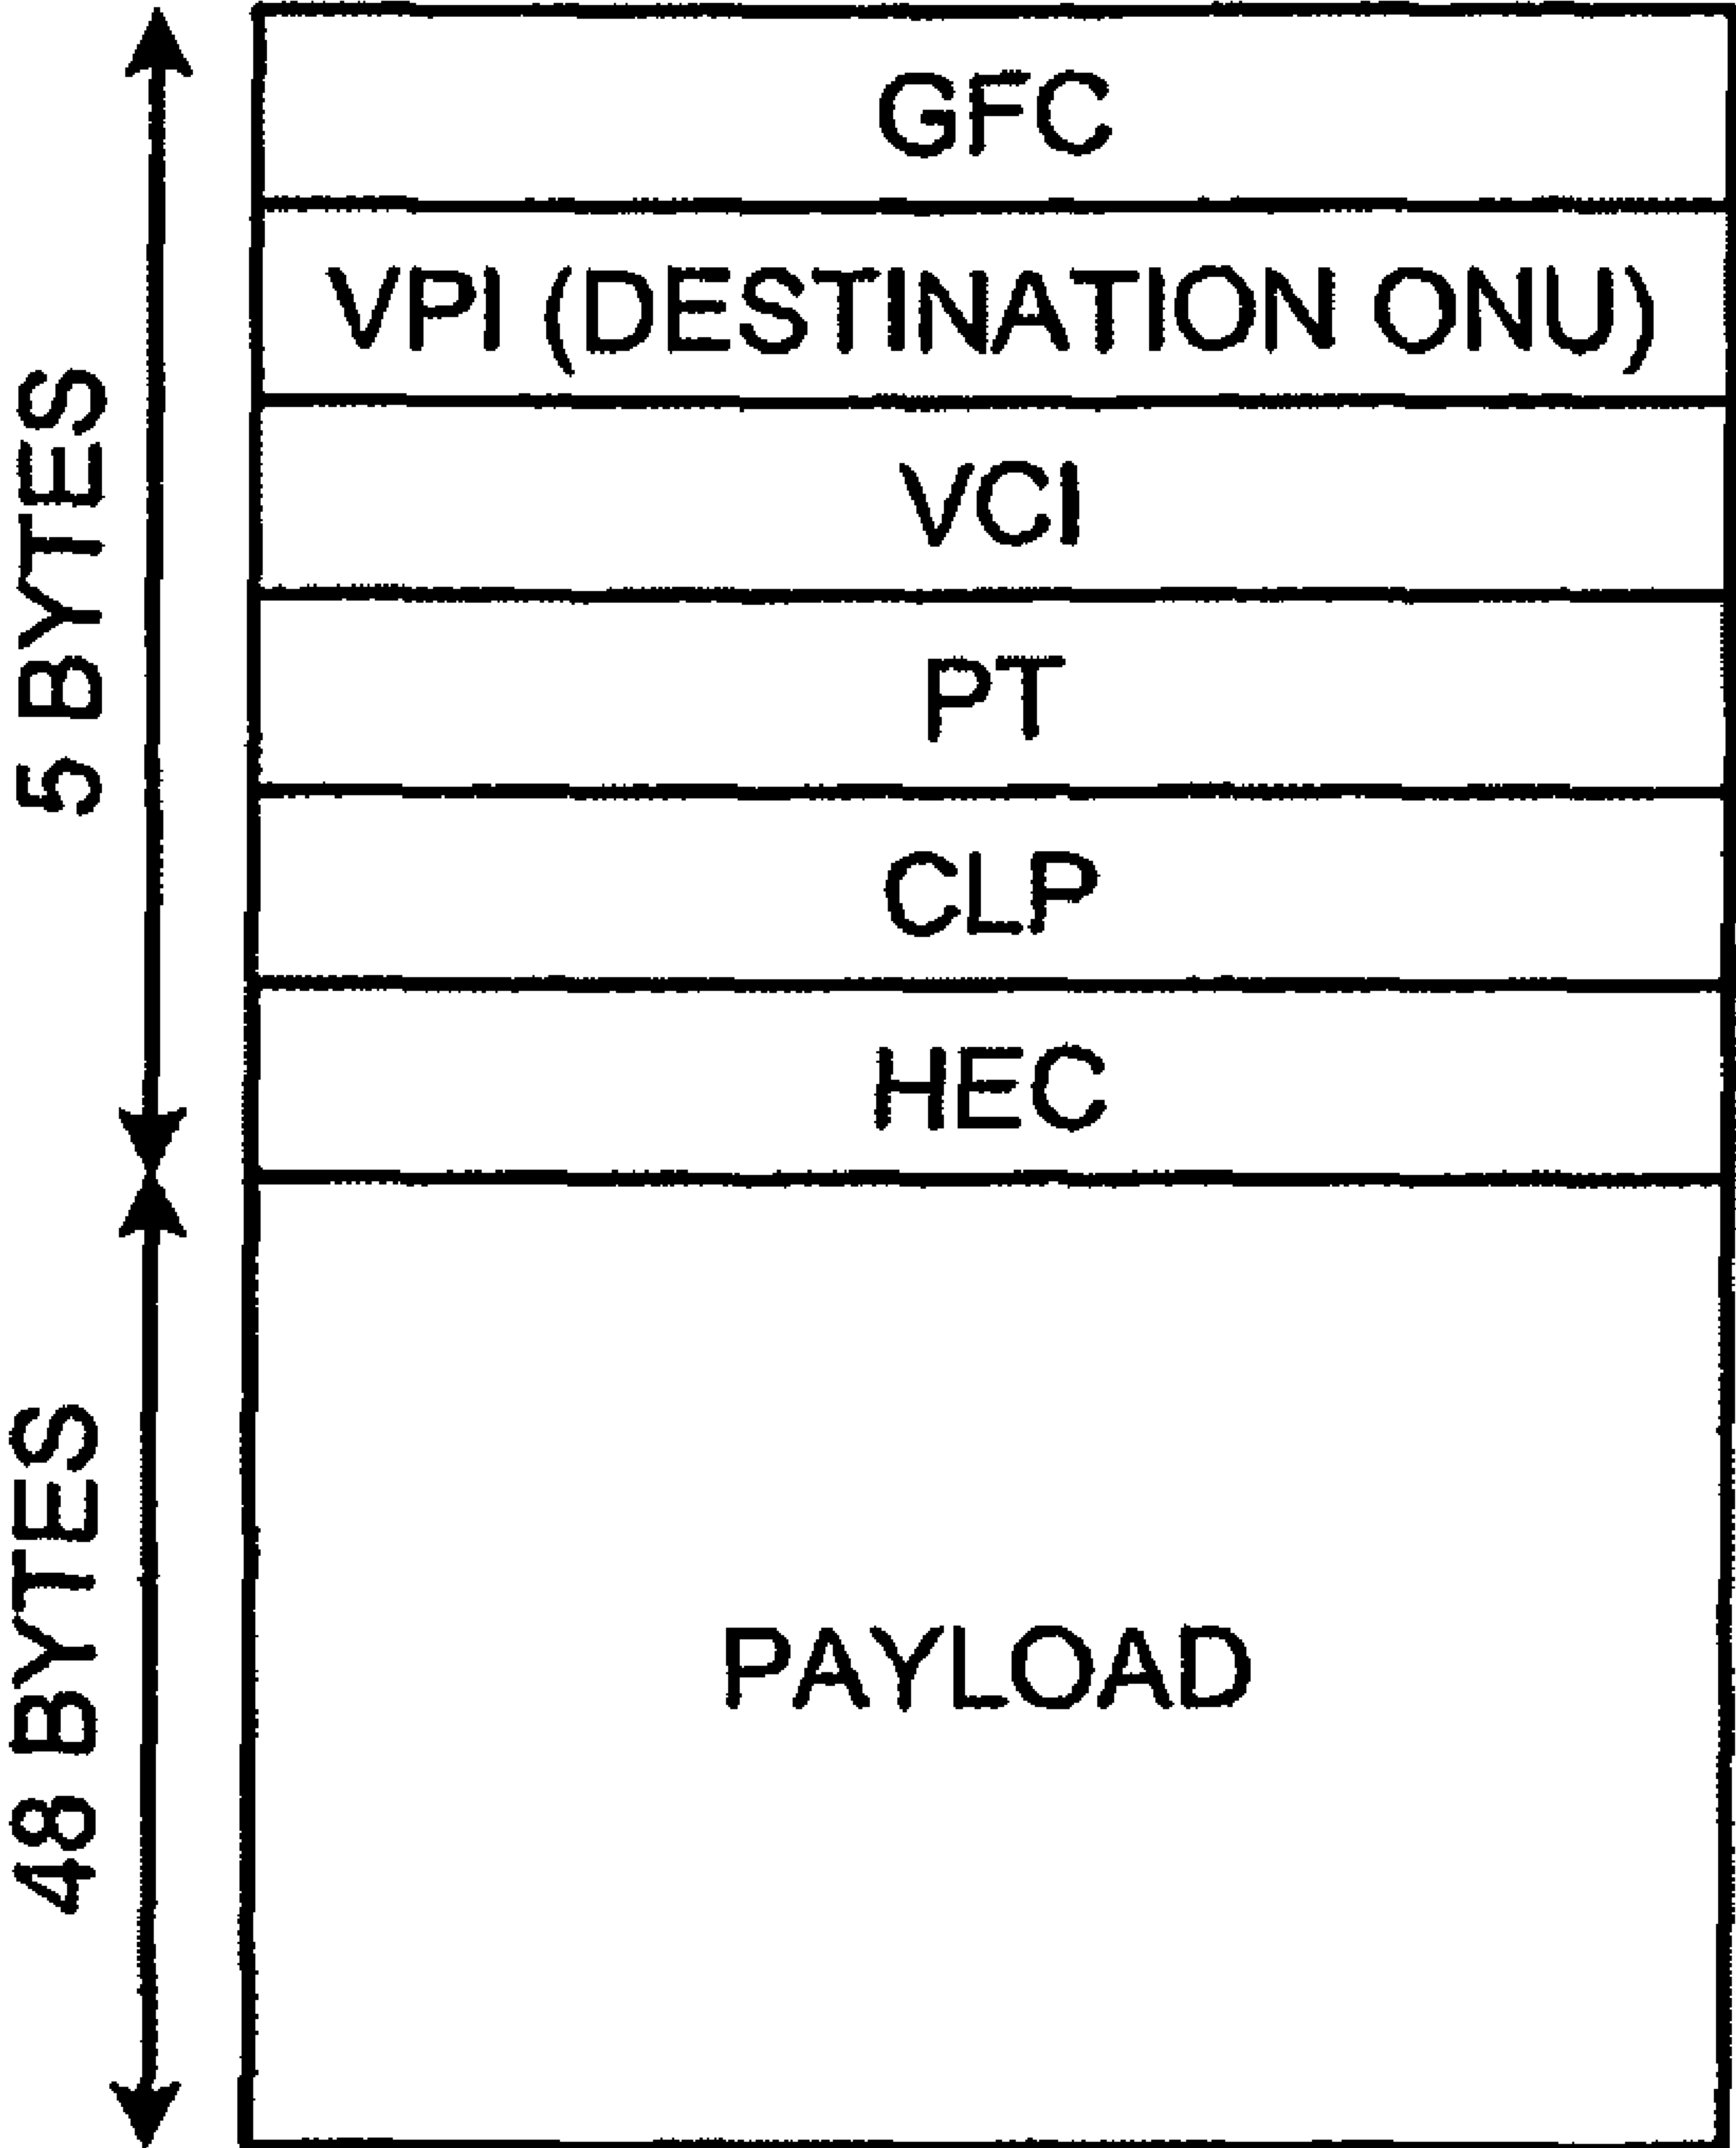 5 BYTES
GFC
VPI (DESTINATION ONU)
VCI
PT
CLP
HEC
48 BYTES
PAYLOAD